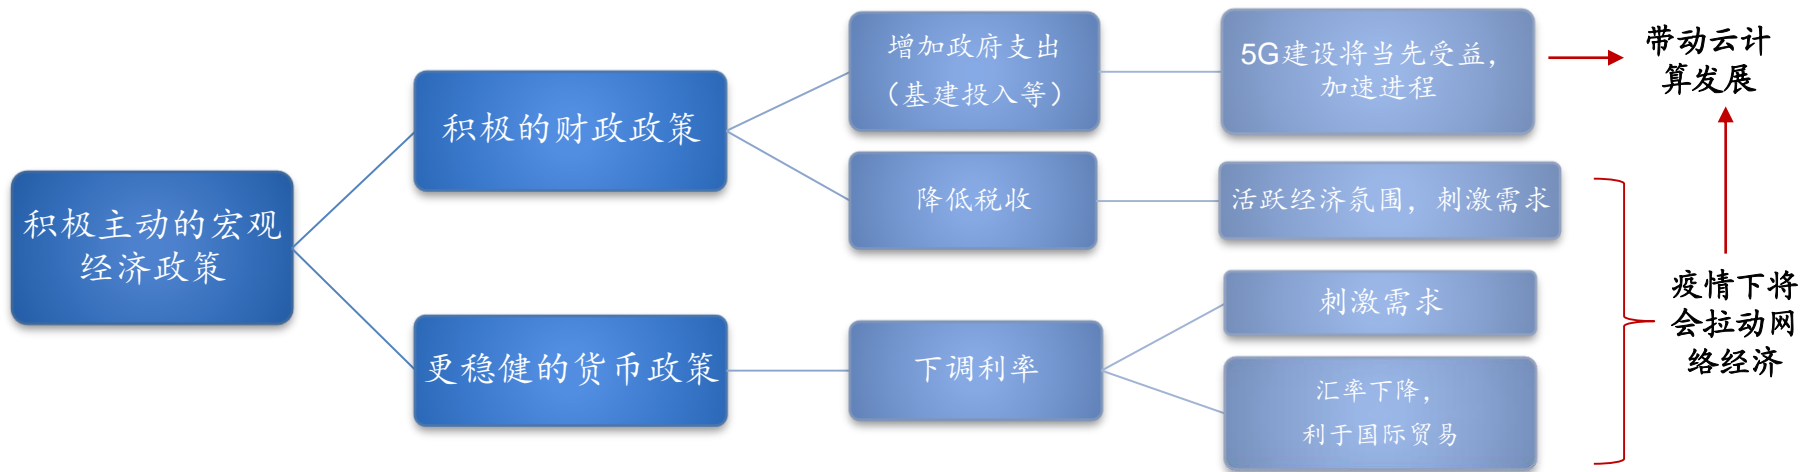 积极主动的宏观
经济政策
积极的财政政策
更稳健的货币政策
增加政府支出
（基建投入等）
降低税收
下调利率
5G建设将当先受益，
加速进程
活跃经济氛围，刺激需求
刺激需求
汇率下降，
利于国际贸易
带动云计
算发展
疫情下将
会拉动网
络经济